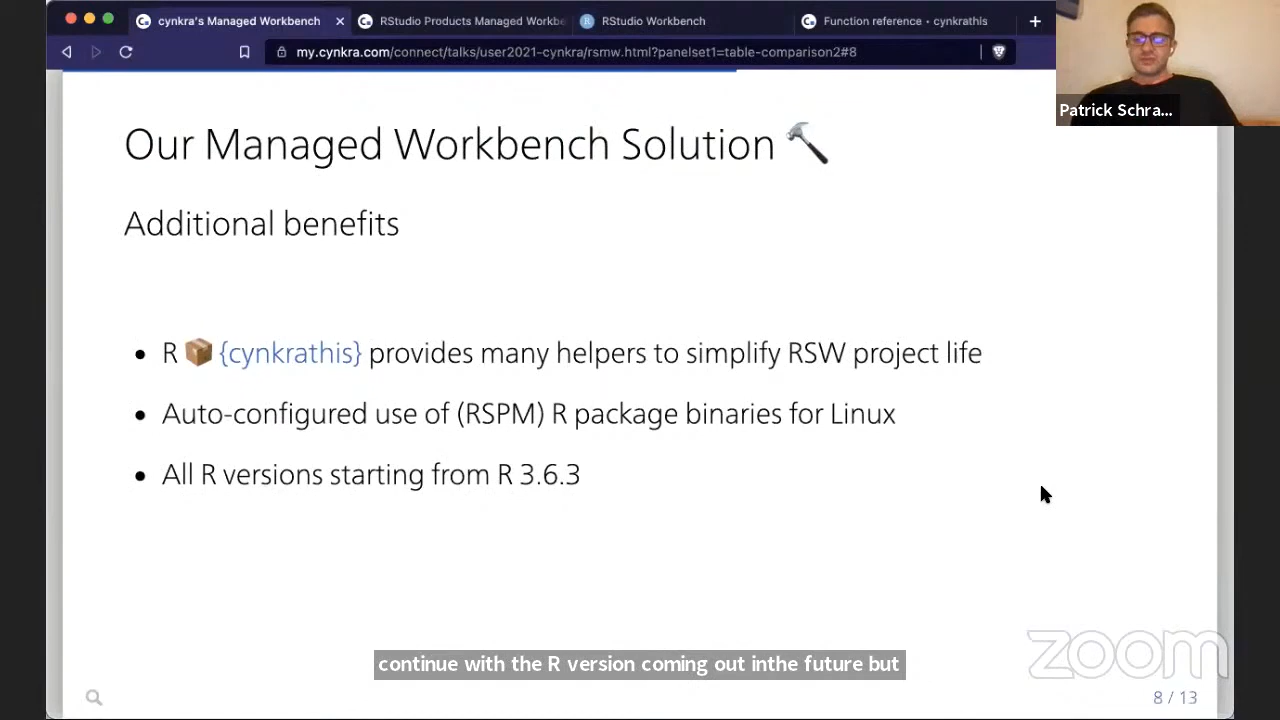 cynkra's Managed Workbench
RStudio Products Managed Workbe
RStudio Workbench
Function reference • cynkrathis
my.cynkra.com/connect/talks/user2021-cynkra/rsmw.html?panelset1=table-comparison2#8
Patrick Schra...
Our Managed Workbench Solution
Additional benefits
R {cynkrathis} provides many helpers to simplify RSW project life
Auto-configured use of (RSPM) R package binaries for Linux
All R versions starting from R 3.6.3
continue with the R version coming out inthe future but
zoom
8 / 13